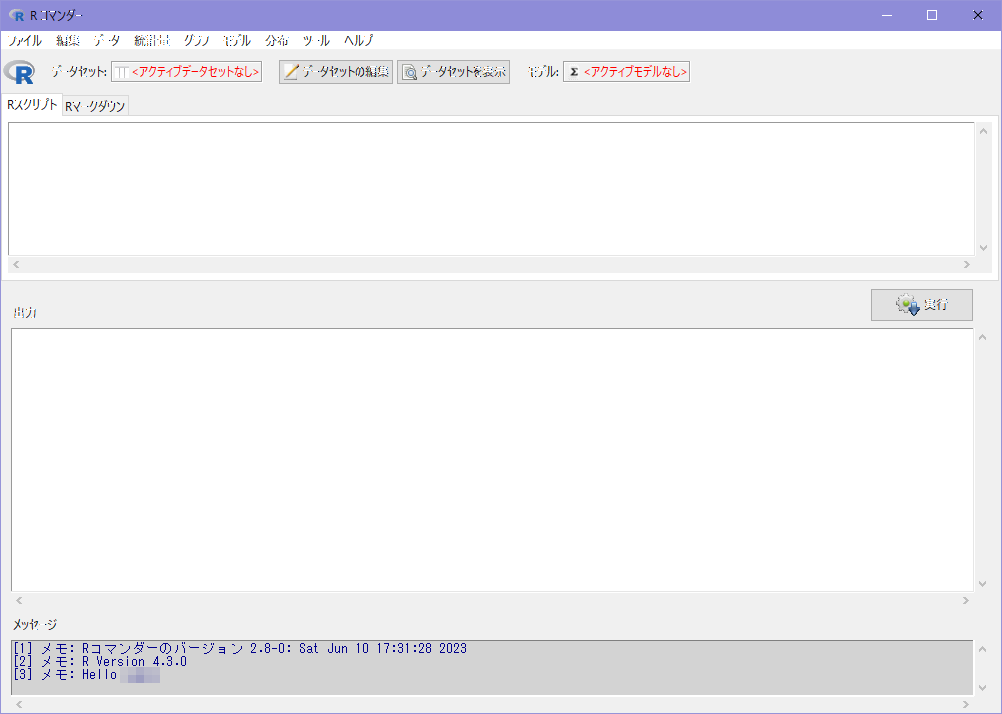 R コマンダー
ファイル 編集 データ 統計量 グラフ モデル 分布 ツール ヘルプ
R データセット: <アクティブデータセットなし> データセットの編集 データセットを表示 モデル: Σ <アクティブモデルなし>
Rスクリプト Rマークダウン
実行
出力
メッセージ
[1] メモ: Rコマンダーのバージョン 2.8-0: Sat Jun 10 17:31:28 2023
[2] メモ: R Version 4.3.0
[3] メモ: Hello